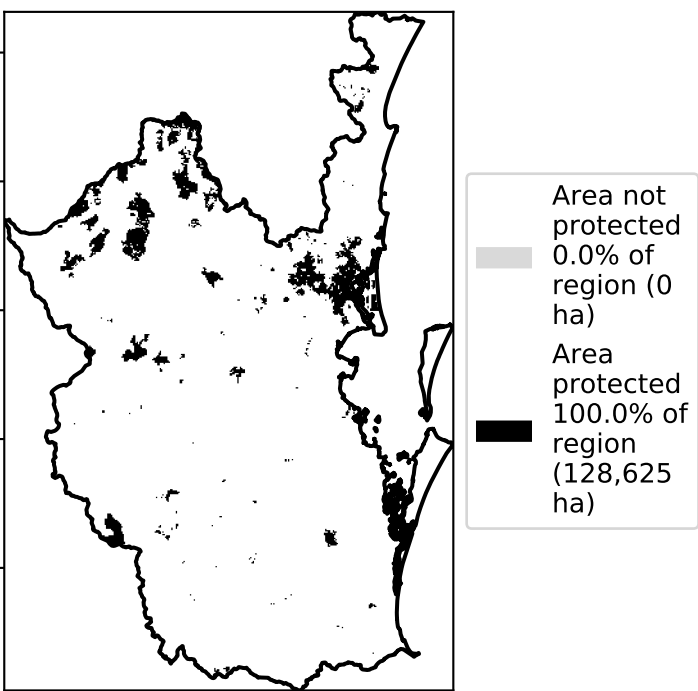 Area not
protected
0.0% of
region (0
ha)
Area
protected
100.0% of
region
(128,625
ha)